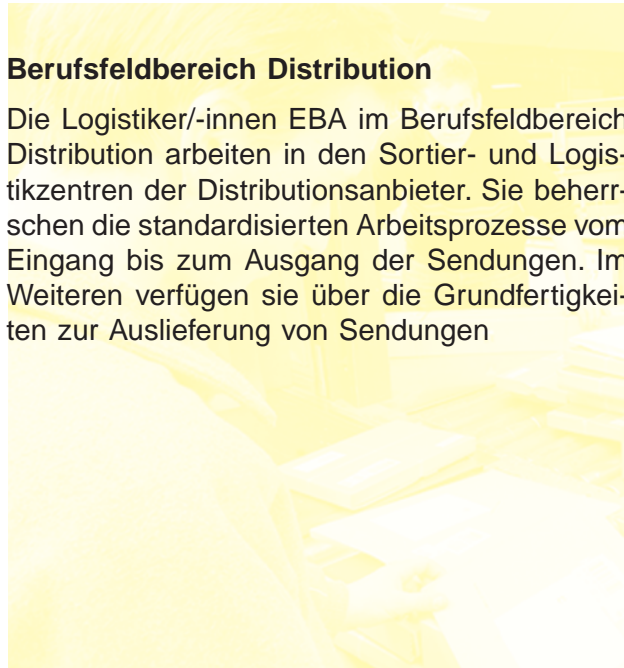 Berufsfeldbereich Distribution
Die Logistiker/-innen EBA im Berufsfeldbereich
Distribution arbeiten in den Sortier- und Logis-
tikzentren der Distributionsanbieter. Sie beherr-
schen die standardisierten Arbeitsprozesse vom
Eingang bis zum Ausgang der Sendungen. Im
Weiteren verfügen sie über die Grundfertigkei-
ten zur Auslieferung von Sendungen